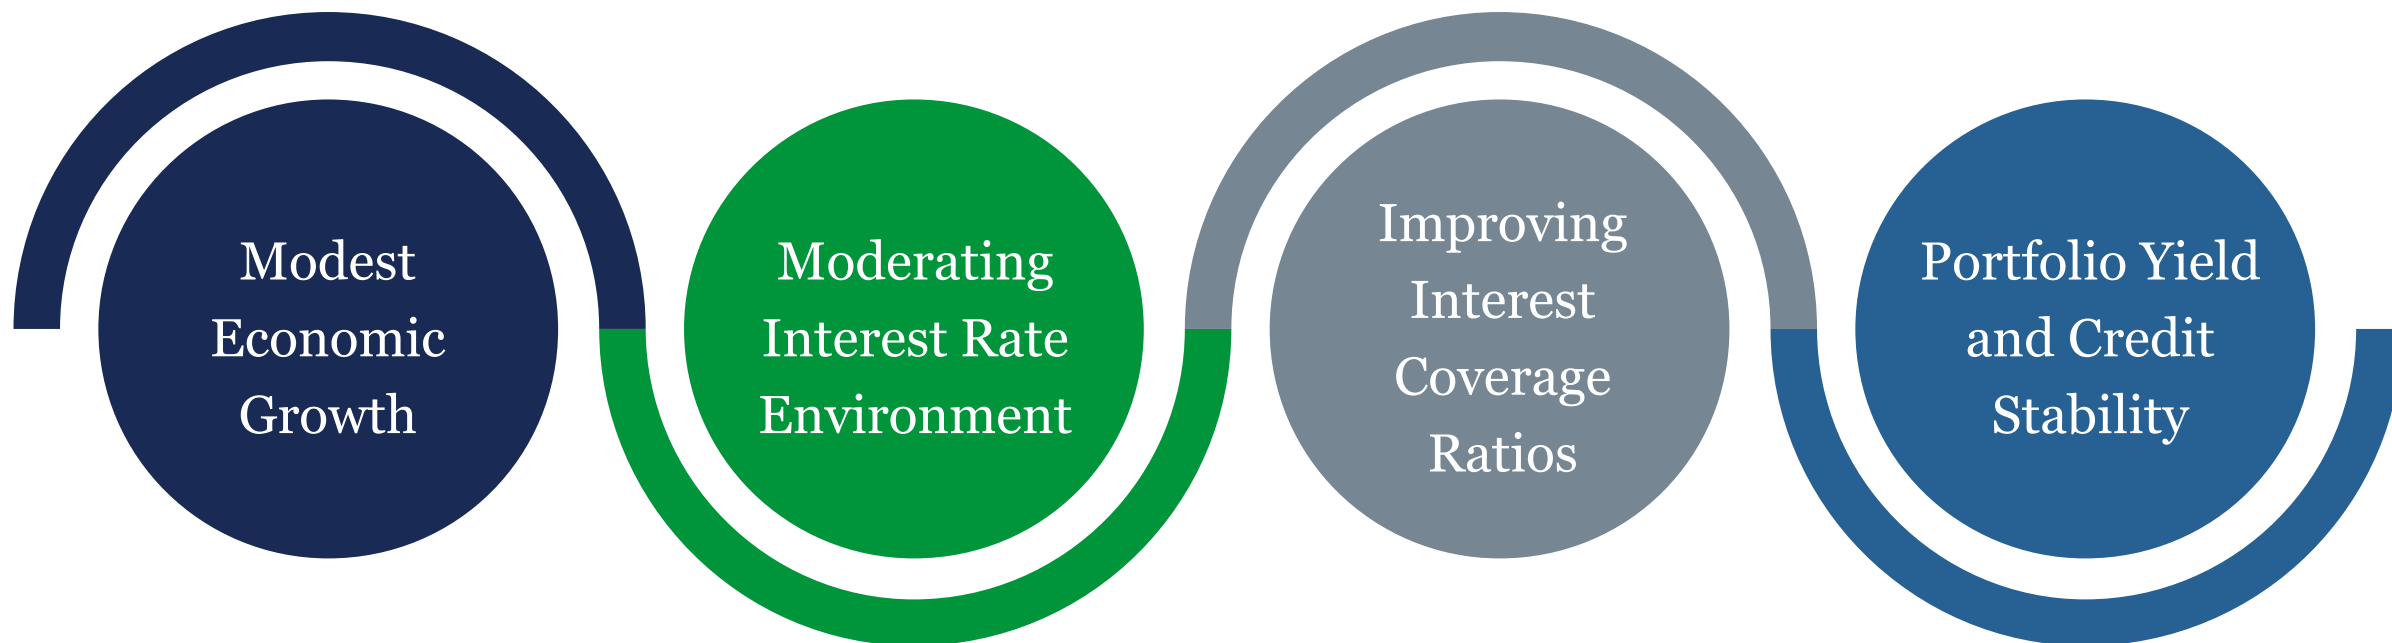 Modest
Economic
Growth
Moderating
Interest Rate
Environment
Improving
Interest
Coverage
Ratios
Portfolio Yield
and Credit
Stability